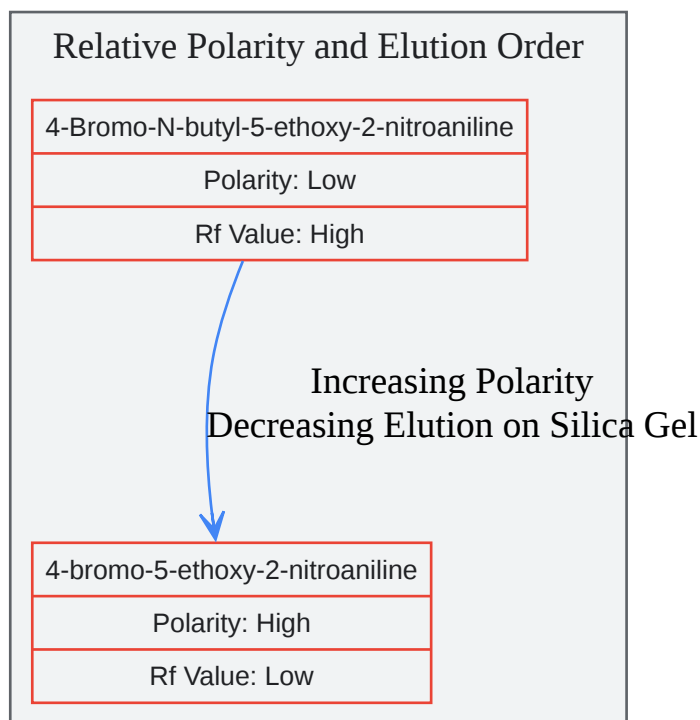 Relative Polarity and Elution Order
4-Bromo-N-butyl-5-ethoxy-2-nitroaniline
Polarity: Low
Rf Value: High
Increasing Polarity
Decreasing Elution on Silica Gel
4-bromo-5-ethoxy-2-nitroaniline
Polarity: High
Rf Value: Low